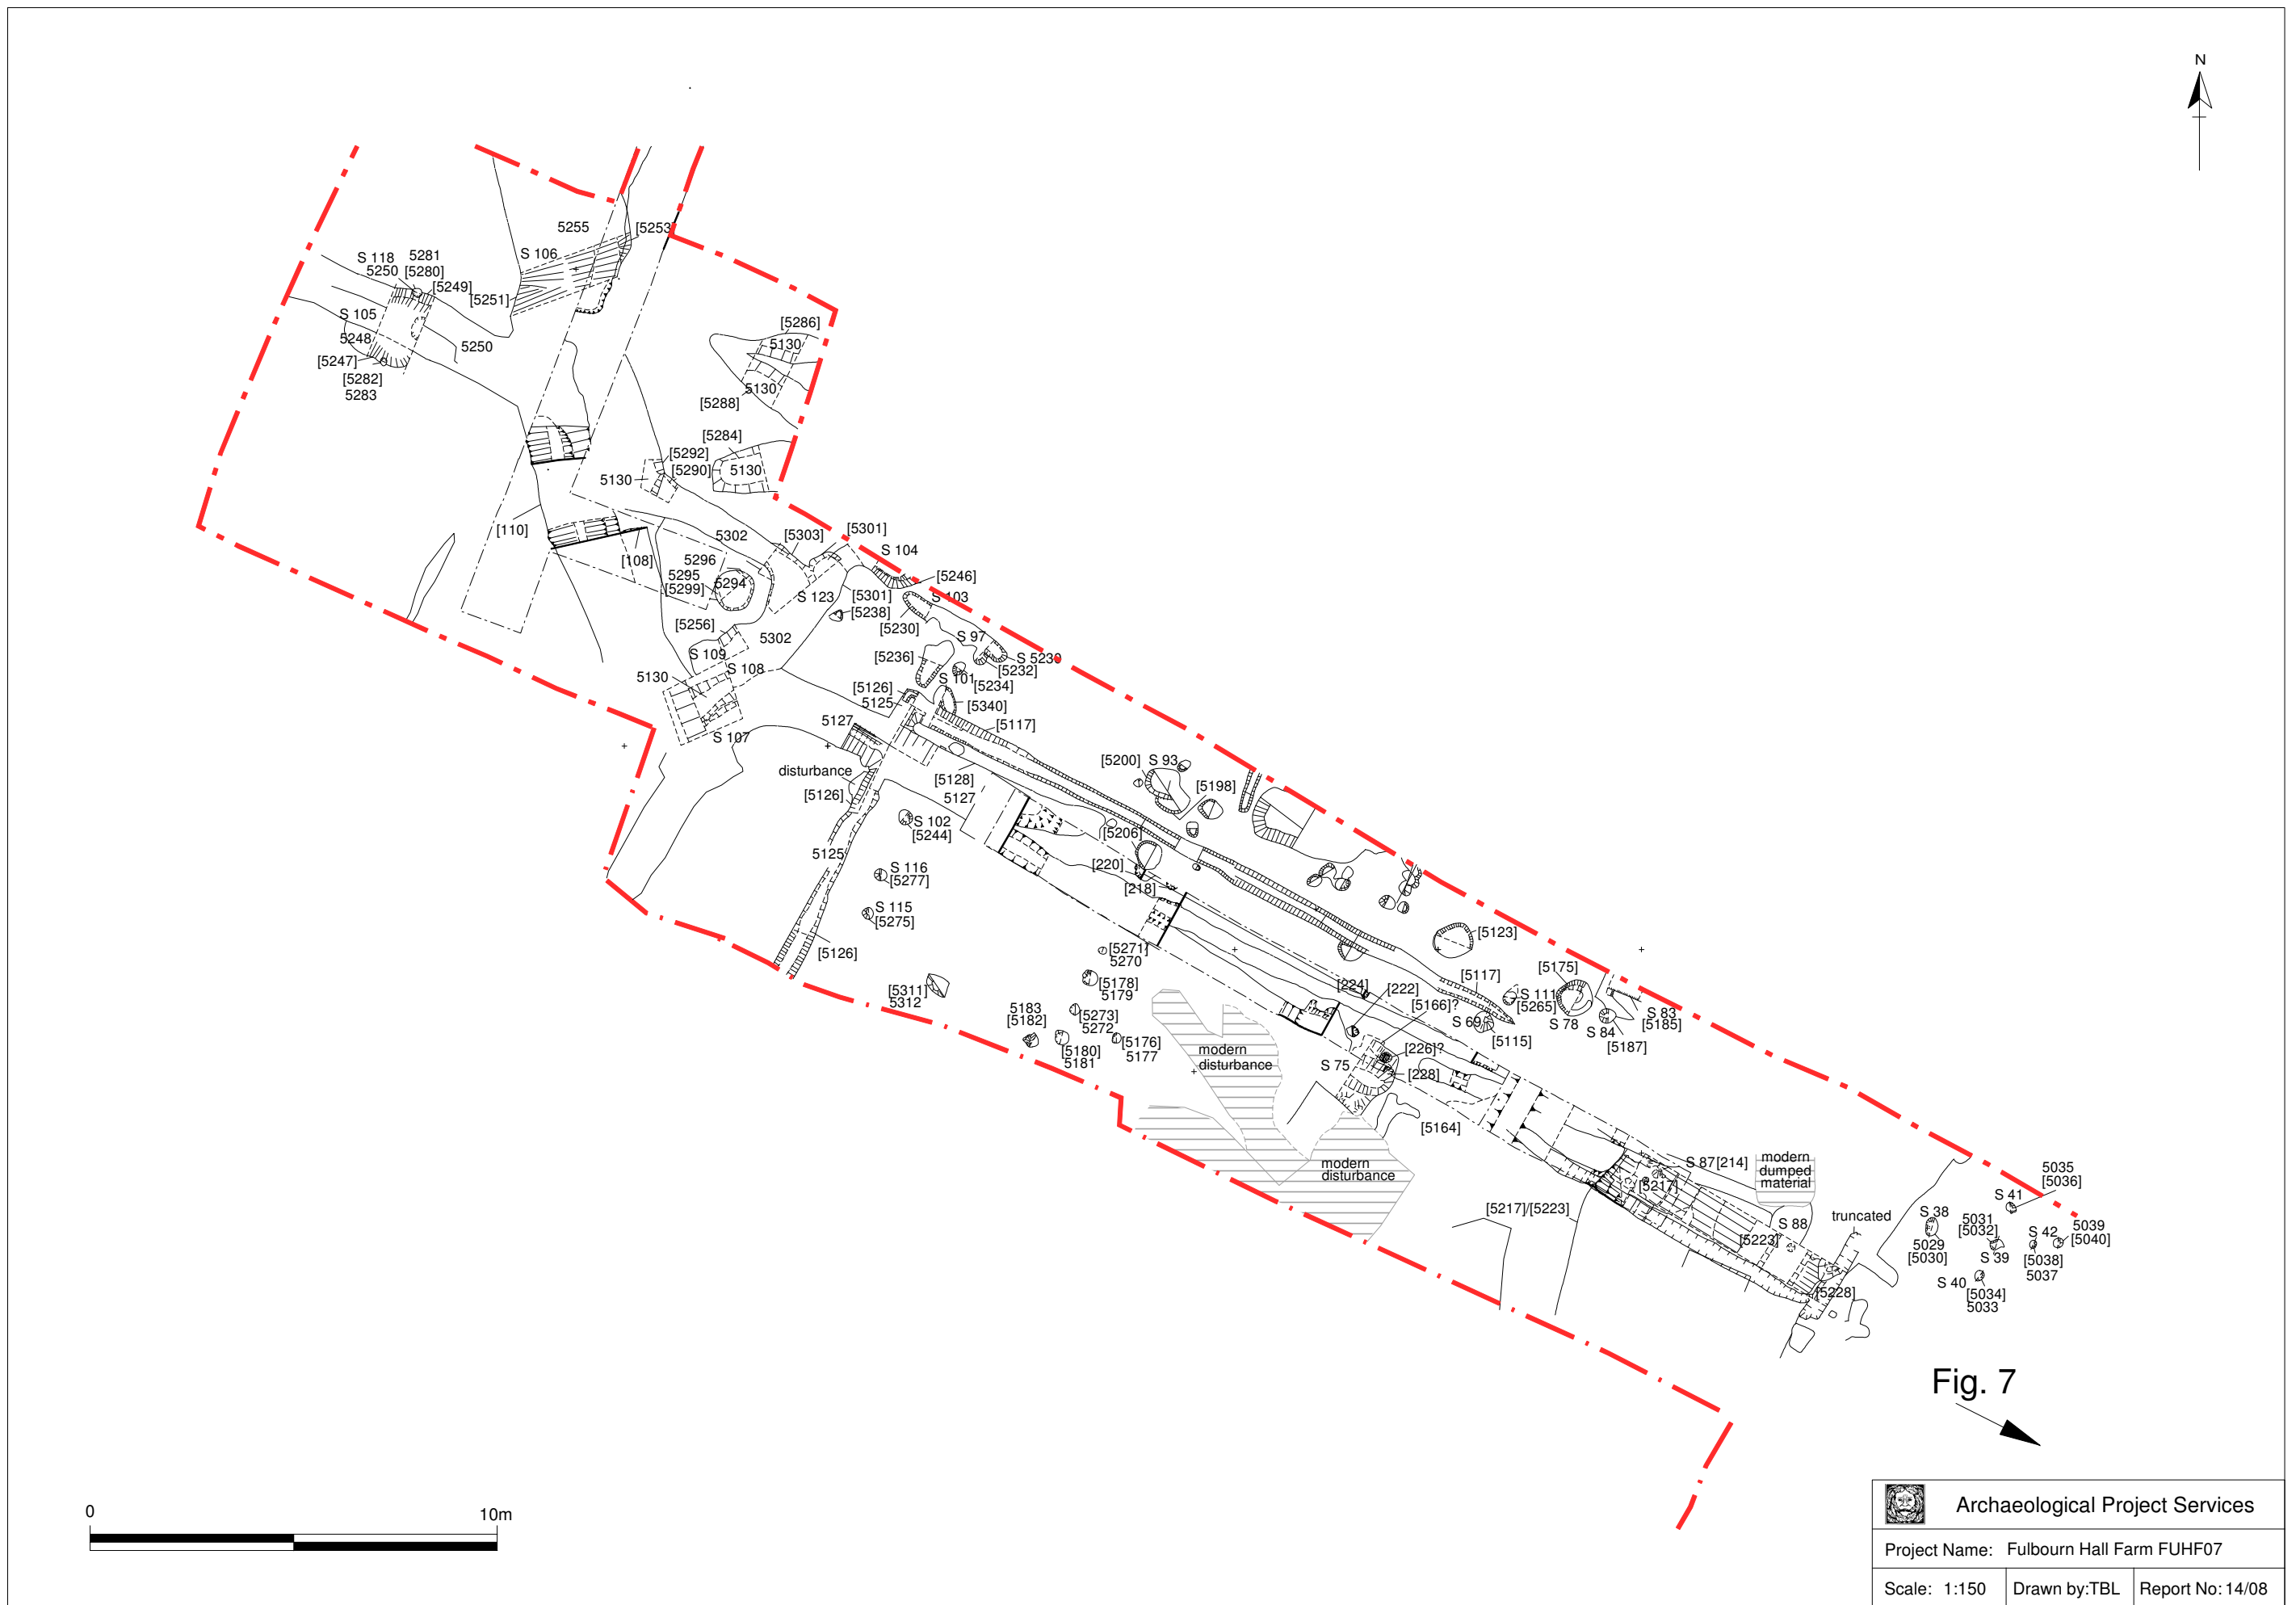 N
5255
[5253]
S 106
S 118
5281
5250
[5280]
[5249]
[5251]
S 105
5248
5250
[5247]
[5282]
5283
[5286]
5130
5130
[5288]
[5284]
[5292]
[5290]
5130
5130
[110]
[108]
5302
[5303]
[5301]
S 104
5296
5295
[5299]
5294
[5246]
S 123
[5301]
S 103
[5238]
[5230]
[5256]
5302
S 97
S 109
S 108
[5236]
S 5230
[5232]
5130
S 101
[5234]
[5126]
5125
[5340]
5127
[5117]
S 107
disturbance
[5128]
[5126]
5127
[5200]
S 93
[5198]
S 102
[5244]
[5206]
5125
S 116
[5277]
[220]
[218]
S 115
[5275]
[5126]
[5123]
[5271]
5270
[5311]
5312
[5178]
5179
[224]
[222]
[5117]
[5175]
S 111
[5265]
[5166]?
5183
[5182]
[5273]
5272
[5180]
5181
[5176]
5177
S 69
[5115]
S 78
S 84
S 83
[5185]
[5187]
modern
disturbance
S 75
[226]?
[228]
[5164]
modern
disturbance
S 87
[214]
[5217]
modern
dumped
material
[5217]/[5223]
S 88
[5223]
truncated
[5228]
5035
[5036]
S 41
S 38
5031
[5032]
S 42
5039
[5040]
5029
[5030]
S 39
[5038]
5037
S 40
[5034]
5033
Fig. 7
0
10m
Archaeological Project Services
Project Name: Fulbourn Hall Farm FUHF07
Scale: 1:150
Drawn by:TBL
Report No: 14/08